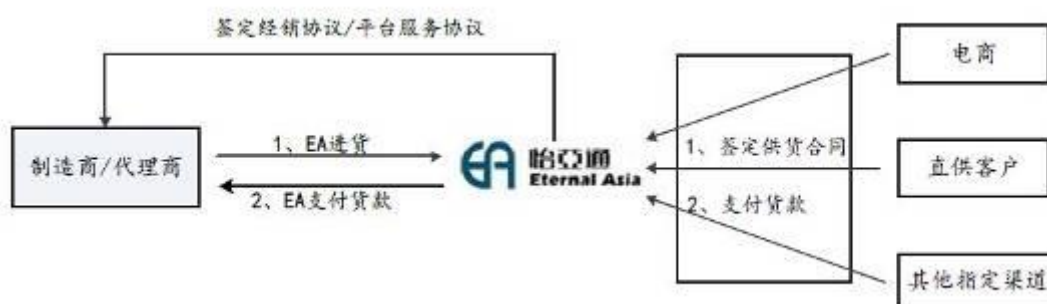 签定经销协议/平台服务协议
电商
制造商/代理商
1、EA进货
2、EA支付货款
EA 怡亞通
Eternal Asia
1、签定供货合同
2、支付货款
直供客户
其他指定渠道